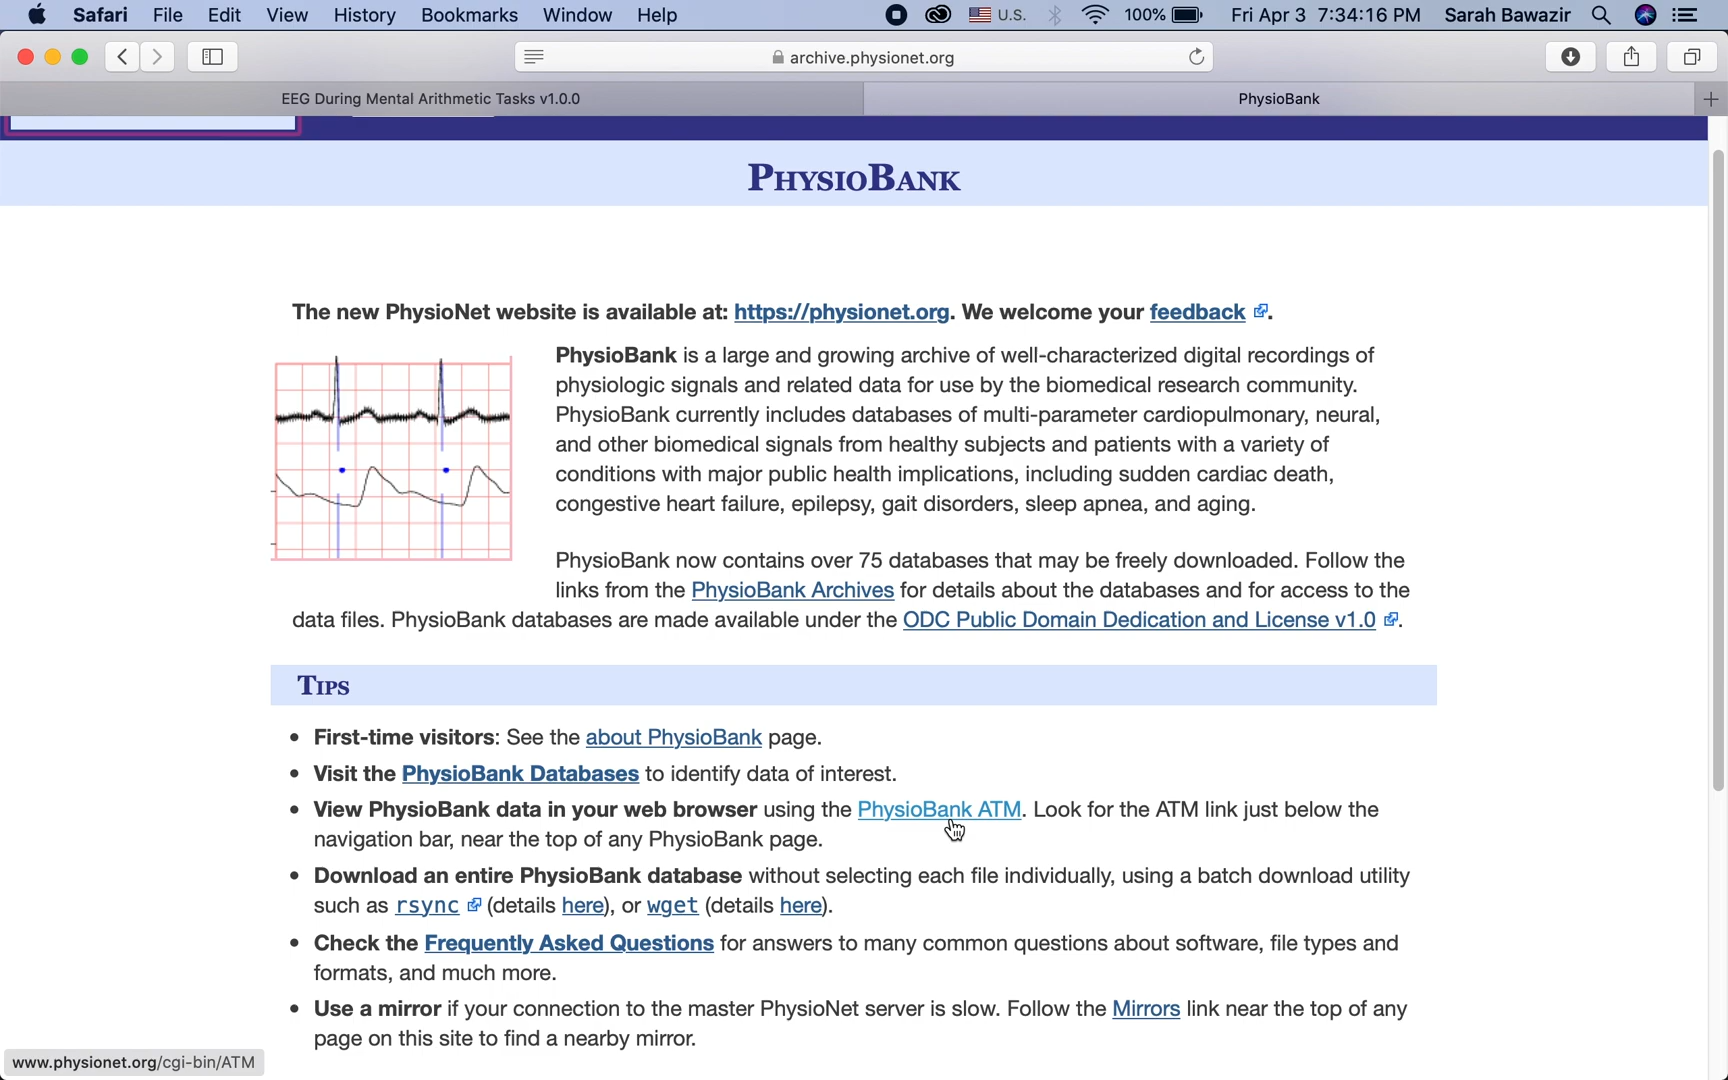 Safari File Edit View History Bookmarks Window Help U.S. 100% Fri Apr 3 7:34:16 PM Sarah Bawazir
archive.physionet.org
EEG During Mental Arithmetic Tasks v1.0.0 PhysioBank
PhysioBank
The new PhysioNet website is available at: https://physionet.org. We welcome your feedback.
PhysioBank is a large and growing archive of well-characterized digital recordings of
physiologic signals and related data for use by the biomedical research community.
PhysioBank currently includes databases of multi-parameter cardiopulmonary, neural,
and other biomedical signals from healthy subjects and patients with a variety of
conditions with major public health implications, including sudden cardiac death,
congestive heart failure, epilepsy, gait disorders, sleep apnea, and aging.
PhysioBank now contains over 75 databases that may be freely downloaded. Follow the
links from the PhysioBank Archives for details about the databases and for access to the
data files. PhysioBank databases are made available under the ODC Public Domain Dedication and License v1.0.
Tips
• First-time visitors: See the about PhysioBank page.
• Visit the PhysioBank Databases to identify data of interest.
• View PhysioBank data in your web browser using the PhysioBank ATM. Look for the ATM link just below the
navigation bar, near the top of any PhysioBank page.
• Download an entire PhysioBank database without selecting each file individually, using a batch download utility
such as rsync (details here), or wget (details here).
• Check the Frequently Asked Questions for answers to many common questions about software, file types and
formats, and much more.
• Use a mirror if your connection to the master PhysioNet server is slow. Follow the Mirrors link near the top of any
page on this site to find a nearby mirror.
www.physionet.org/cgi-bin/ATM